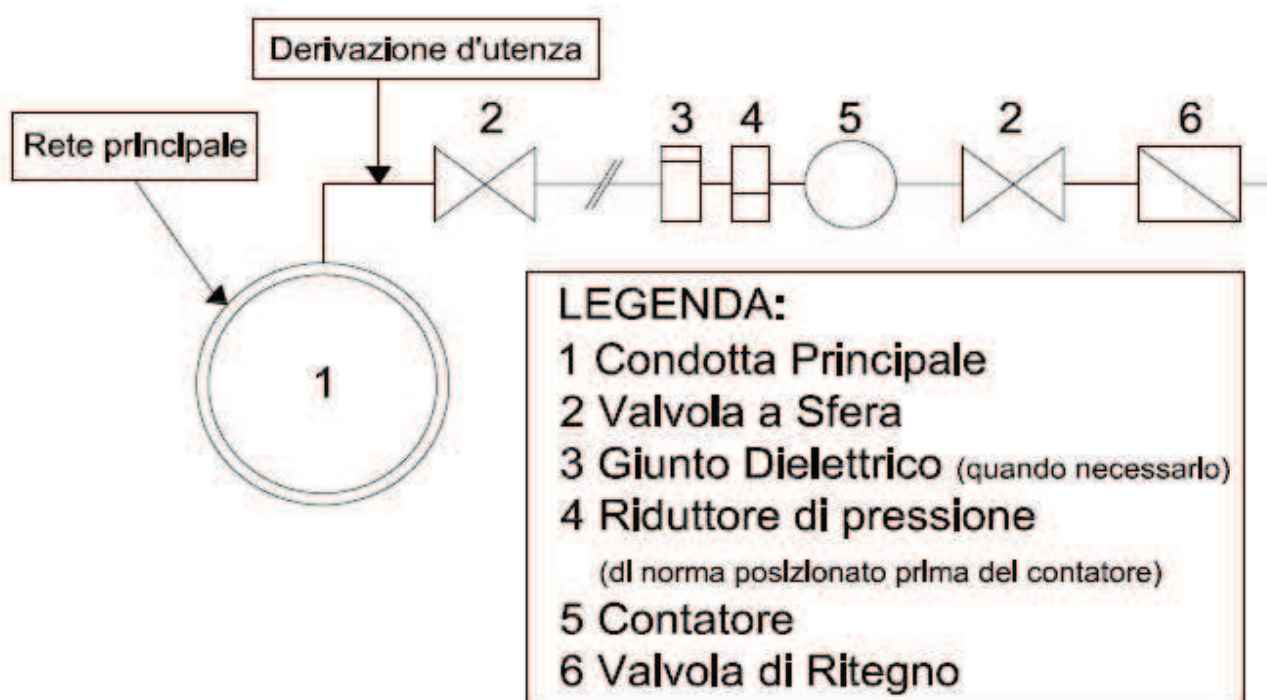 Derivazione d'utenza
2 3 4 5 2 6
Rete principale
1
LEGENDA:
1 Condotta Principale
2 Valvola a Sfera
3 Giunto Dielettrico (quando necessario)
4 Riduttore di pressione
(di norma posizionato prima del contatore)
5 Contatore
6 Valvola di Ritegno